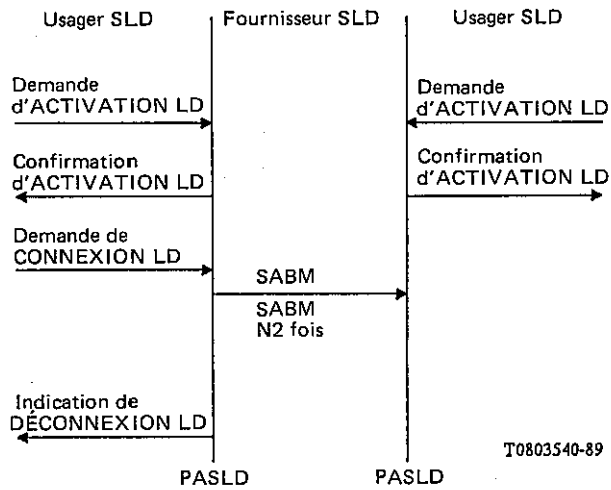 Usager SLD Fournisseur SLD Usager SLD
Demande
d'ACTIVATION LD
Demande
d'ACTIVATION LD
Confirmation
d'ACTIVATION LD
Confirmation
d'ACTIVATION LD
Demande de
CONNEXION LD
SABM
SABM
N2 fois
Indication de
DÉCONNEXION LD
T0803540-89
PASLD PASLD